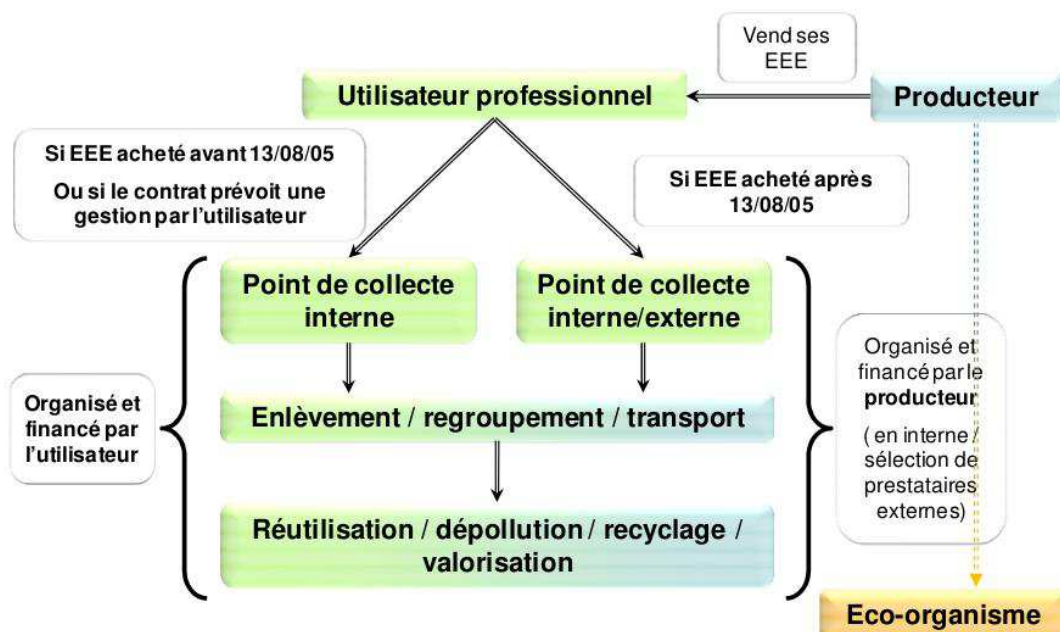 Vend ses
EEE
Utilisateur professionnel
Producteur
Si EEE acheté avant 13/08/05
Ou si le contrat prévoit une
gestion par l'utilisateur
Si EEE acheté après
13/08/05
Point de collecte
interne
Point de collecte
interne/externe
Organisé et
financé par
l'utilisateur
Enlèvement / regroupement / transport
Organisé et
financé par le
producteur
( en interne /
sélection de
prestataires
externes)
Réutilisation / dépollution / recyclage /
valorisation
Eco-organisme